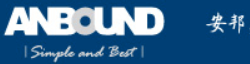 ANBOUND 安邦
| Simple and Best |